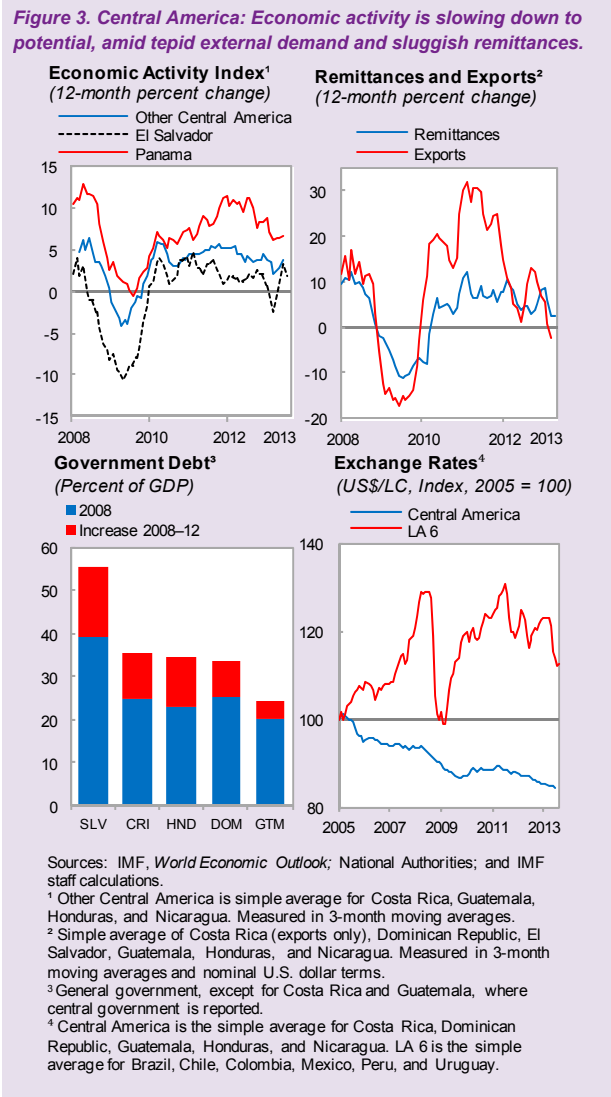 Figure 3. Central America: Economic activity is slowing down to
potential, amid tepid external demand and sluggish remittances.
Economic Activity Index¹
(12-month percent change)
Other Central America
El Salvador
Panama
15
10
5
0
-5
-10
-15
2008
2010
2012
2013
Remittances and Exports²
(12-month percent change)
Remittances
Exports
30
20
10
0
-10
-20
2008
2010
2012
2013
Government Debt³
(Percent of GDP)
2008
Increase 2008–12
60
50
40
30
20
10
0
SLV
CRI
HND
DOM
GTM
Exchange Rates⁴
(US$/LC, Index, 2005 = 100)
Central America
LA 6
140
120
100
80
2005
2007
2009
2011
2013
Sources: IMF, World Economic Outlook; National Authorities; and IMF
staff calculations.
¹ Other Central America is simple average for Costa Rica, Guatemala,
Honduras, and Nicaragua. Measured in 3-month moving averages.
² Simple average of Costa Rica (exports only), Dominican Republic, El
Salvador, Guatemala, Honduras, and Nicaragua. Measured in 3-month
moving averages and nominal U.S. dollar terms.
³ General government, except for Costa Rica and Guatemala, where
central government is reported.
⁴ Central America is the simple average for Costa Rica, Dominican
Republic, Guatemala, Honduras, and Nicaragua. LA 6 is the simple
average for Brazil, Chile, Colombia, Mexico, Peru, and Uruguay.